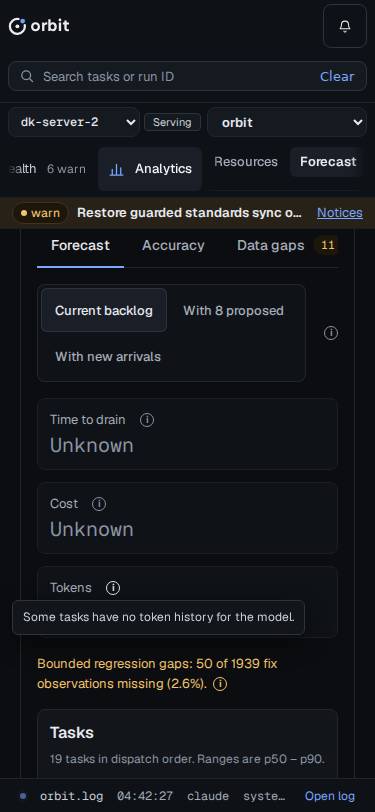 orbit
Search tasks or run ID
Clear
dk-server-2
Serving
orbit
ealth 6 warn
Analytics
Resources
Forecast
warn
Restore guarded standards sync o…
Notices
Forecast
Accuracy
Data gaps 11
Current backlog
With 8 proposed
With new arrivals
Time to drain
Unknown
Cost
Unknown
Tokens
Some tasks have no token history for the model.
Bounded regression gaps: 50 of 1939 fix
observations missing (2.6%).
Tasks
19 tasks in dispatch order. Ranges are p50 – p90.
orbit.log 04:42:27 claude syste… Open log